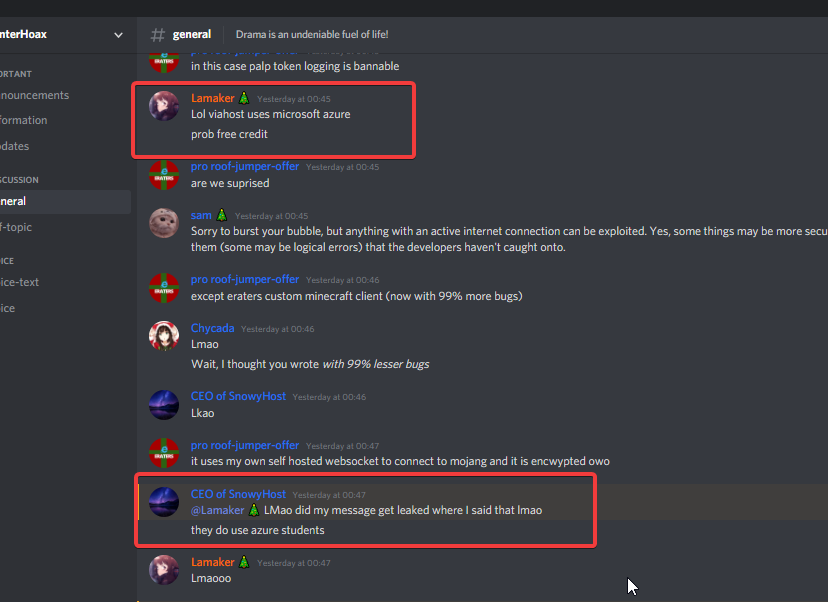 nterHoax
general
Drama is an undeniable fuel of life!
ORTANT
nouncements
formation
dates
SCUSSION
neral
f-topic
ICE
ice-text
ice
in this case palp token logging is bannable
Lamaker Yesterday at 00:45
Lol viahost uses microsoft azure
prob free credit
pro roof-jumper-offer Yesterday at 00:45
are we suprised
sam Yesterday at 00:45
Sorry to burst your bubble, but anything with an active internet connection can be exploited. Yes, some things may be more secu
them (some may be logical errors) that the developers haven't caught onto.
pro roof-jumper-offer Yesterday at 00:46
except eraters custom minecraft client (now with 99% more bugs)
Chycada Yesterday at 00:46
Lmao
Wait, I thought you wrote with 99% lesser bugs
CEO of SnowyHost Yesterday at 00:46
Lkao
pro roof-jumper-offer Yesterday at 00:47
it uses my own self hosted websocket to connect to mojang and it is encwypted owo
CEO of SnowyHost Yesterday at 00:47
@Lamaker LMao did my message get leaked where I said that lmao
they do use azure students
Lamaker Yesterday at 00:47
Lmaooo